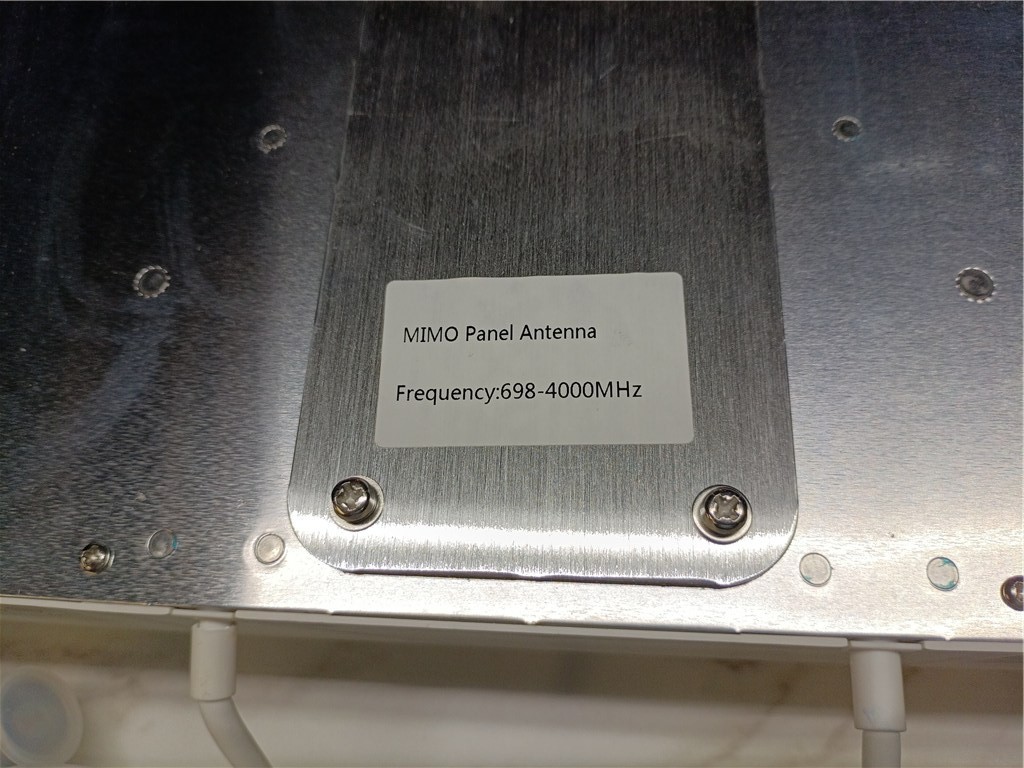 MIMO Panel Antenna
Frequency:698-4000MHz